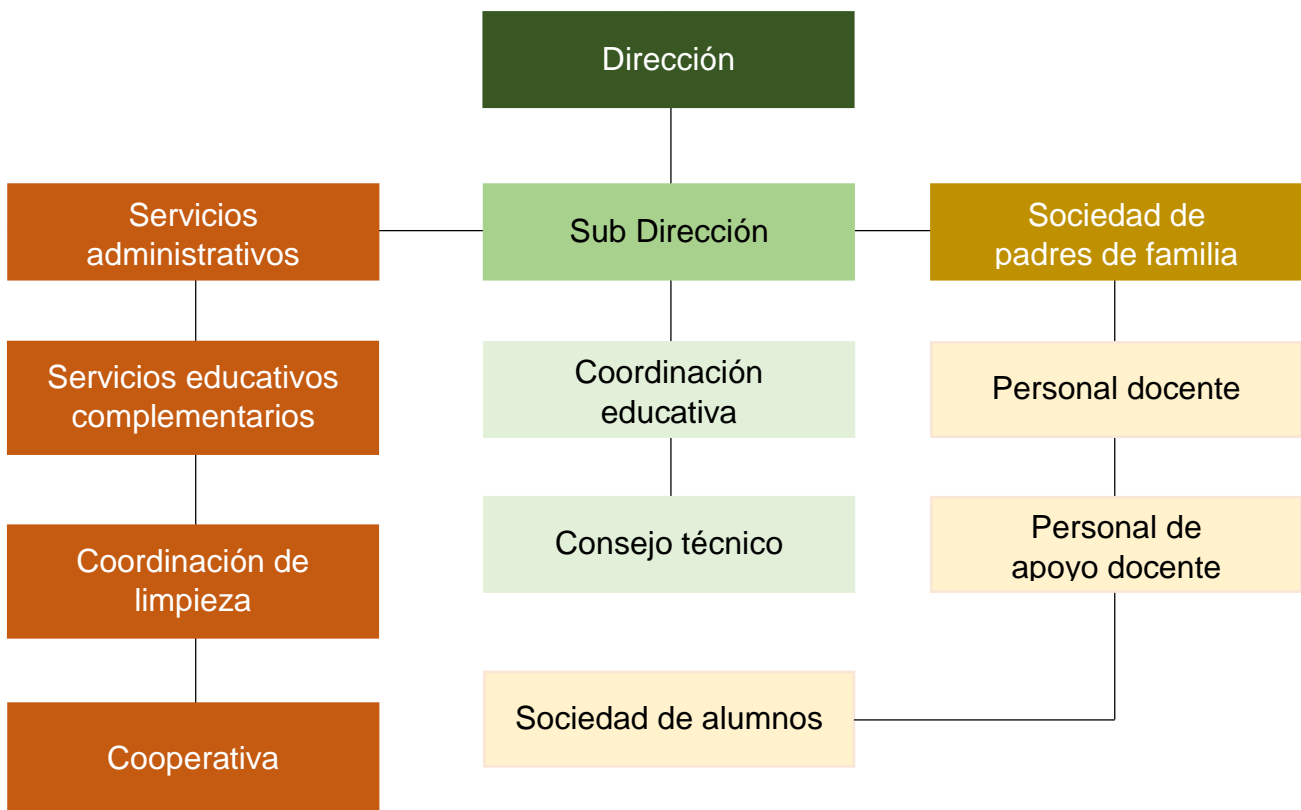 Dirección
Servicios
administrativos
Sub Dirección
Sociedad de
padres de familia
Servicios educativos
complementarios
Coordinación
educativa
Personal docente
Coordinación de
limpieza
Consejo técnico
Personal de
apoyo docente
Sociedad de alumnos
Cooperativa